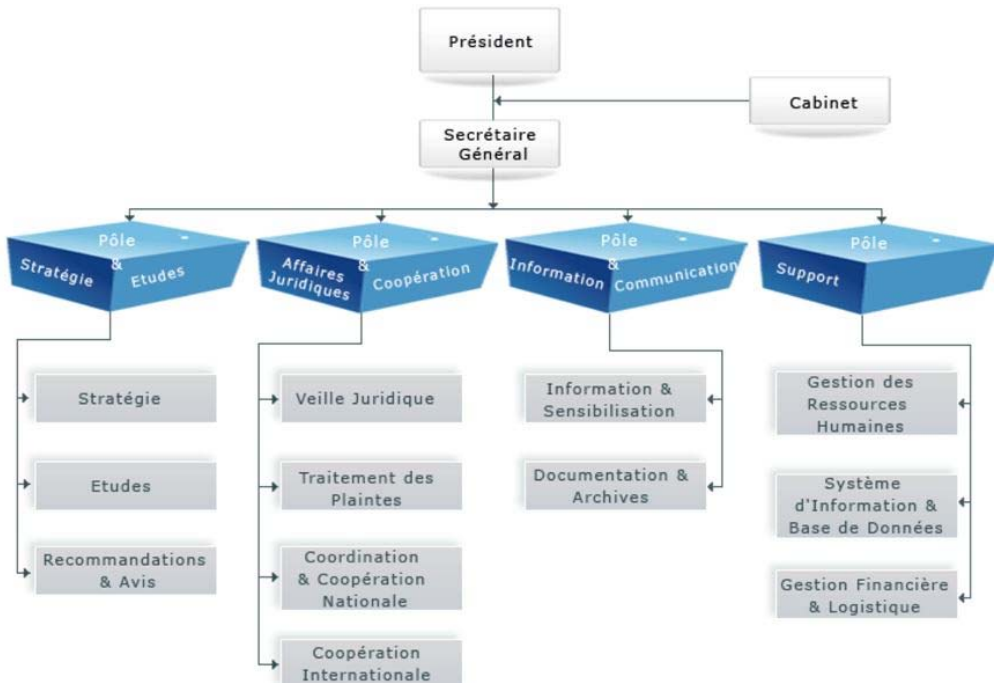 Président
Cabinet
Secrétaire
Général
Pôle
&
Stratégie
Etudes
Pôle
&
Affaires
Juridiques
Coopération
Pôle
&
Information
Communication
Pôle
Support
Stratégie
Etudes
Recommandations
& Avis
Veille Juridique
Traitement des
Plaintes
Coordination
& Coopération
Nationale
Coopération
Internationale
Information &
Sensibilisation
Documentation &
Archives
Gestion des
Ressources
Humaines
Système
d'Information &
Base de Données
Gestion Financière
& Logistique